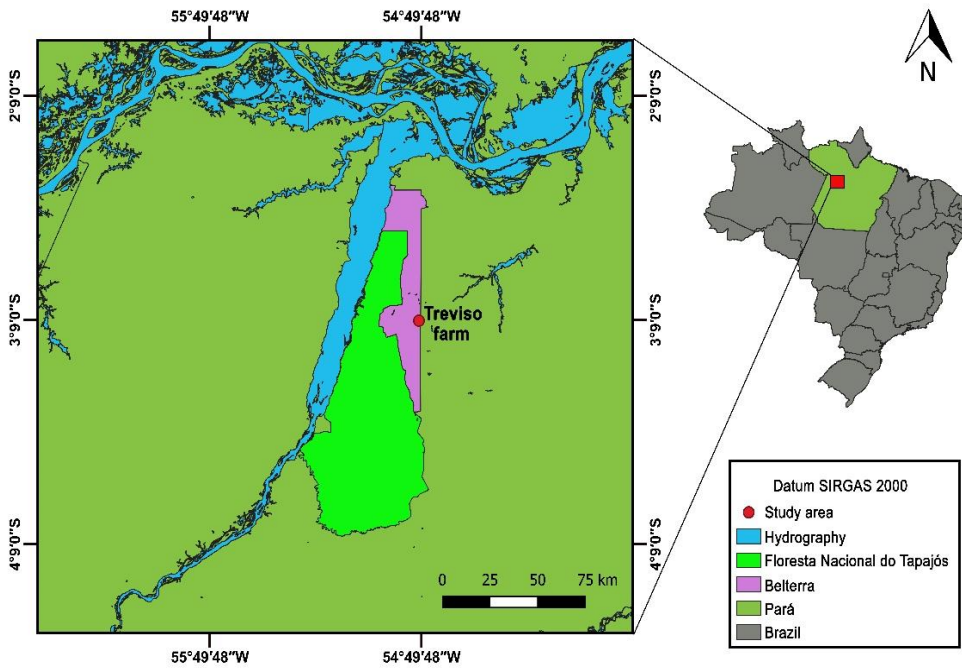 55°49'48"W 54°49'48"W
N
2°9'0"S 2°9'0"S
3°9'0"S 3°9'0"S
4°9'0"S 4°9'0"S
Treviso
farm
0 25 50 75 km
55°49'48"W 54°49'48"W
Datum SIRGAS 2000
Study area
Hydrography
Floresta Nacional do Tapajós
Belterra
Pará
Brazil